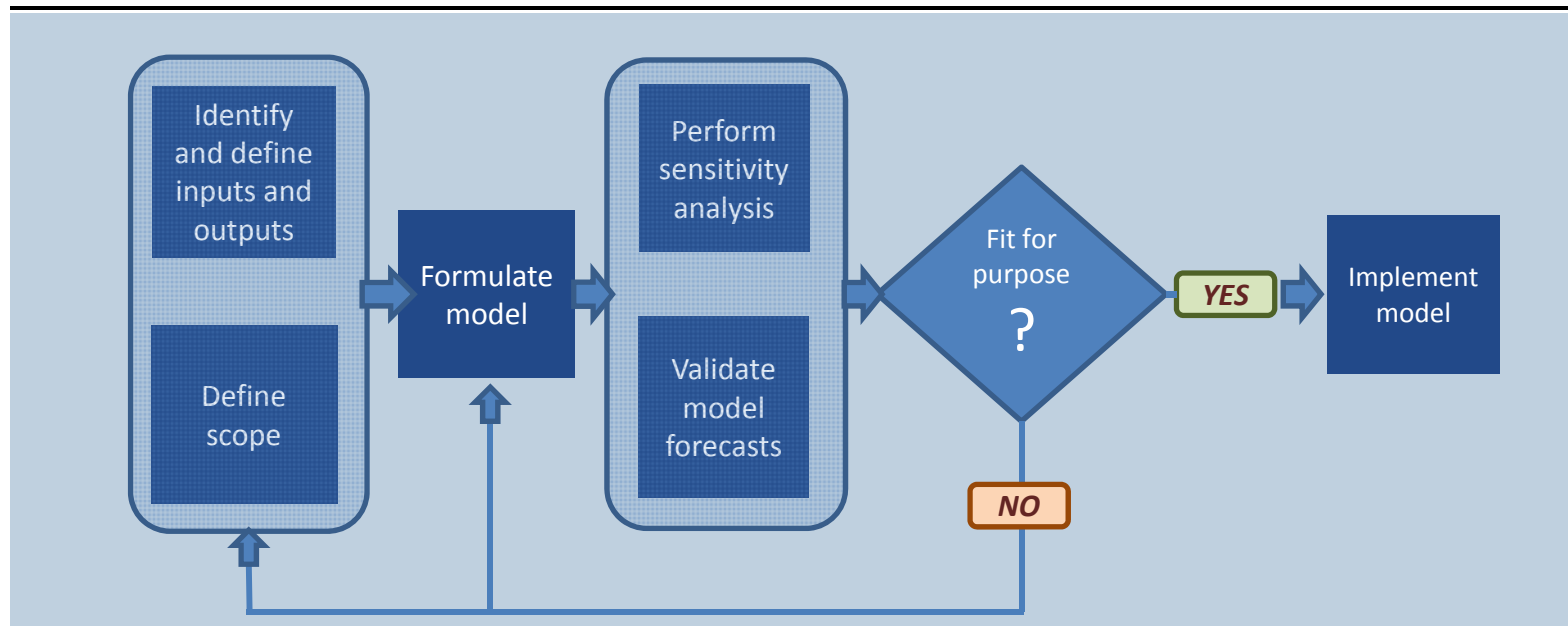 Identify
and define
inputs and
outputs
Define
scope
Formulate
model
Perform
sensitivity
analysis
Validate
model
forecasts
Fit for
purpose
?
YES
NO
Implement
model